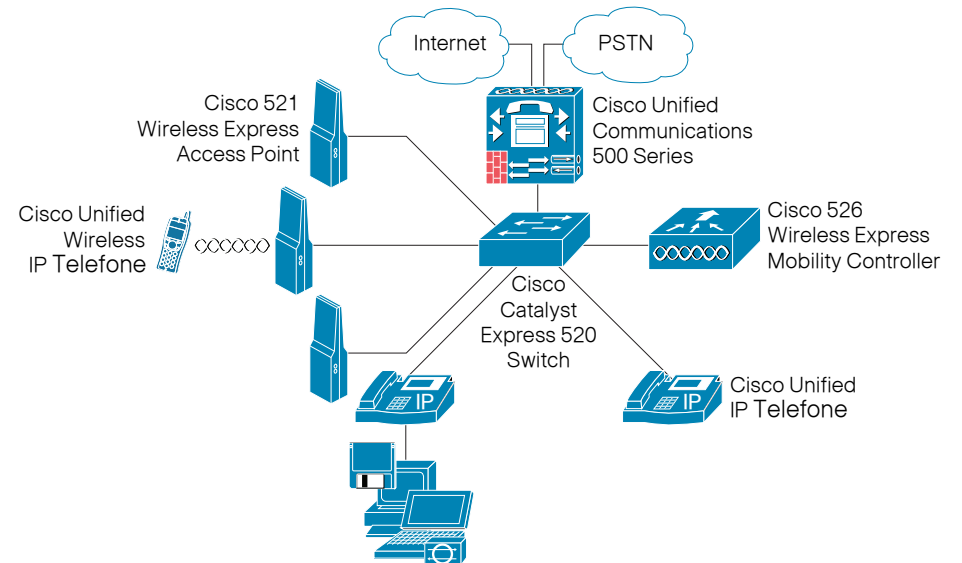 Internet
PSTN
Cisco 521
Wireless Express
Access Point
Cisco Unified
Communications
500 Series
Cisco Unified
Wireless
IP Telefone
Cisco 526
Wireless Express
Mobility Controller
Cisco
Catalyst
Express 520
Switch
IP
IP
Cisco Unified
IP Telefone